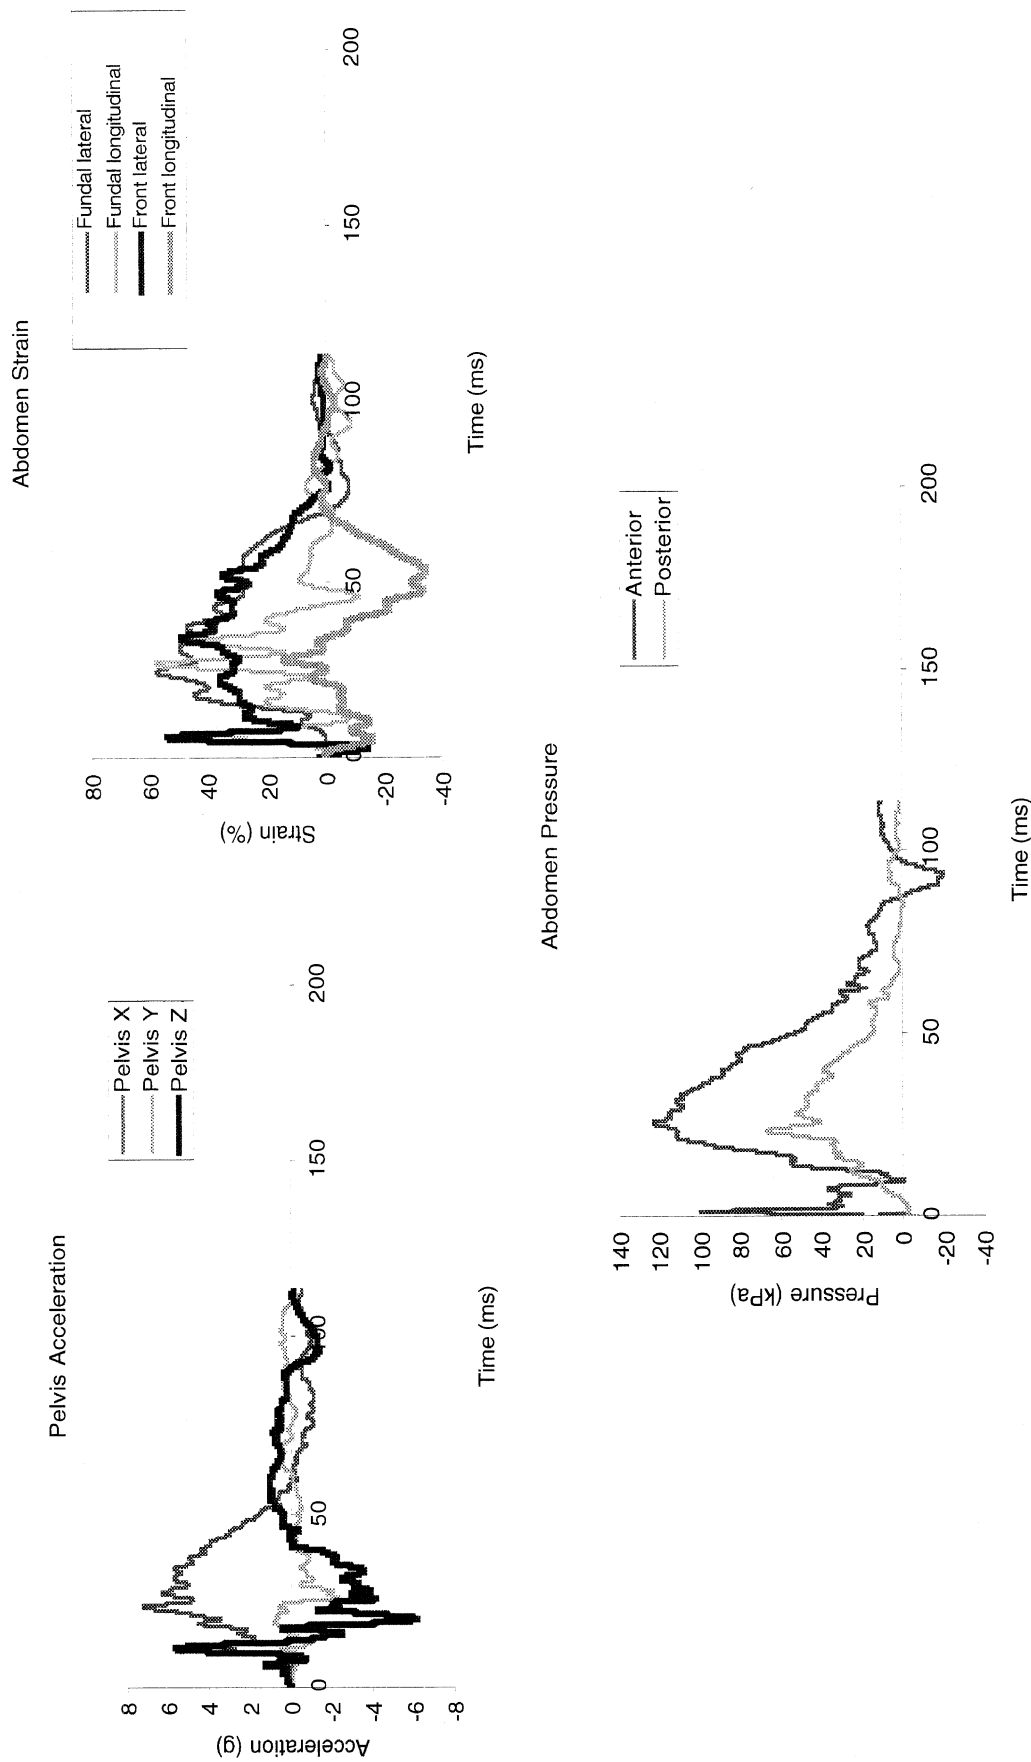 Pelvis Acceleration
Acceleration (g)
8
6
4
2
0
-2
-4
-6
-8
0
50
100
150
200
Time (ms)
Pelvis X
Pelvis Y
Pelvis Z
Abdomen Strain
Strain (%)
80
60
40
20
0
-20
-40
0
50
100
150
200
Time (ms)
Fundal lateral
Fundal longitudinal
Front lateral
Front longitudinal
Abdomen Pressure
Pressure (kPa)
140
120
100
80
60
40
20
0
-20
-40
0
50
100
150
200
Time (ms)
Anterior
Posterior